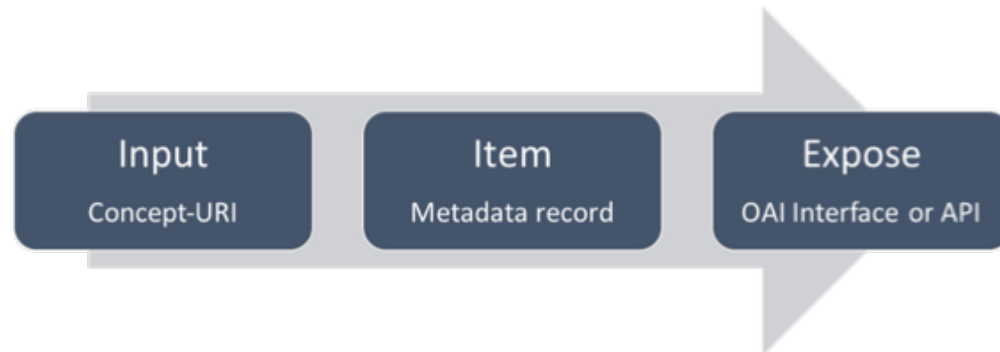 Input
Concept-URI
Item
Metadata record
Expose
OAI Interface or API